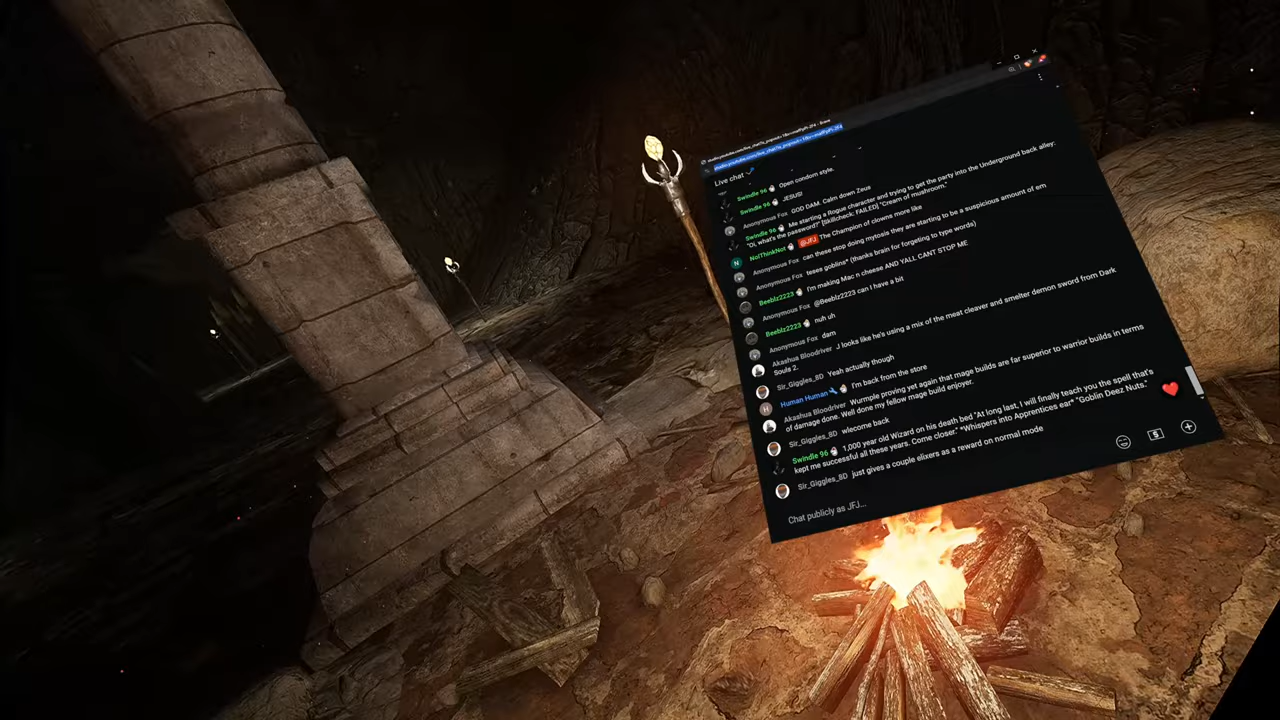 Live chat
Swindle 96 Open condom style.
Swindle 96 JESUS!
Anonymous Fox GOD DAM. Calm down Zeus
Swindle 96 Me starting a Rogue character and trying to get the party into the Underground back alley:
"Oi, what's the password?" [Skillcheck: FAILED] "Cream of mushroom."
NoIThinkNot @JFJ The Champion of clowns more like
Anonymous Fox can these stop doing mytosis they are starting to be a suspicious amount of em
Anonymous Fox teses goblins* (thanks brain for forgeting to type words)
Beeblz2223 I'm making Mac n cheese AND YALL CANT STOP ME
Anonymous Fox @Beeblz2223 can I have a bit
Beeblz2223 nuh uh
Anonymous Fox dam
Akashua Bloodriver J looks like he's using a mix of the meat cleaver and smelter demon sword from Dark
Souls 2.
Sir_Giggles_8D Yeah actually though
Human Human I'm back from the store
Akashua Bloodriver Wurmple proving yet again that mage builds are far superior to warrior builds in terms
of damage done. Well done my fellow mage build enjoyer.
Sir_Giggles_8D wlecome back
Swindle 96 1,000 year old Wizard on his death bed "At long last, I will finally teach you the spell that's
kept me successful all these years. Come closer." *Whispers into Apprentices ear* "Goblin Deez Nuts."
Sir_Giggles_8D just gives a couple elixers as a reward on normal mode
Chat publicly as JFJ...